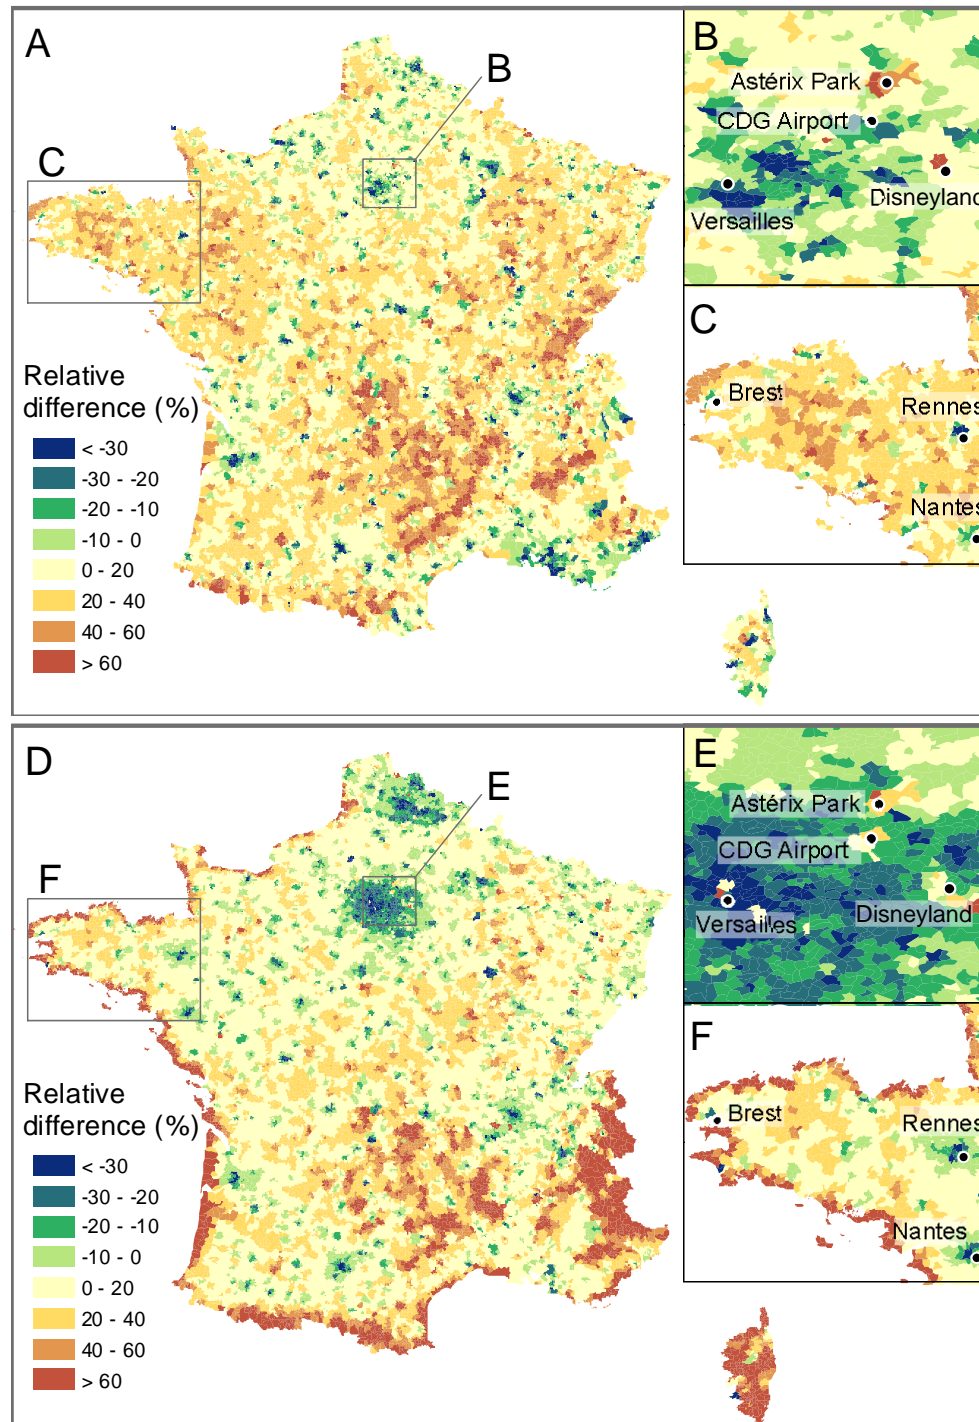 A
B
C
Relative
difference (%)
< -30
-30 - -20
-20 - -10
-10 - 0
0 - 20
20 - 40
40 - 60
> 60
B
Astérix Park
CDG Airport
Disneyland
Versailles
C
Brest
Rennes
Nantes
D
E
F
Relative
difference (%)
< -30
-30 - -20
-20 - -10
-10 - 0
0 - 20
20 - 40
40 - 60
> 60
E
Astérix Park
CDG Airport
Disneyland
Versailles
F
Brest
Rennes
Nantes